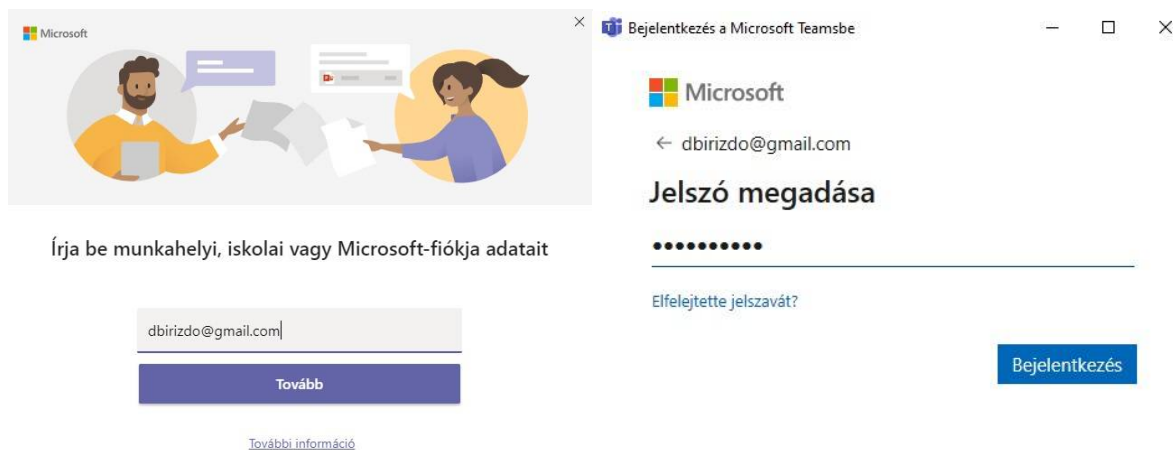 Microsoft
Írja be munkahelyi, iskolai vagy Microsoft-fiókja adatait
dbirizdo@gmail.com
Tovább
További információ
Bejelentkezés a Microsoft Teamsbe
Microsoft
← dbirizdo@gmail.com
Jelszó megadása
••••••••••
Elfelejtette jelszavát?
Bejelentkezés